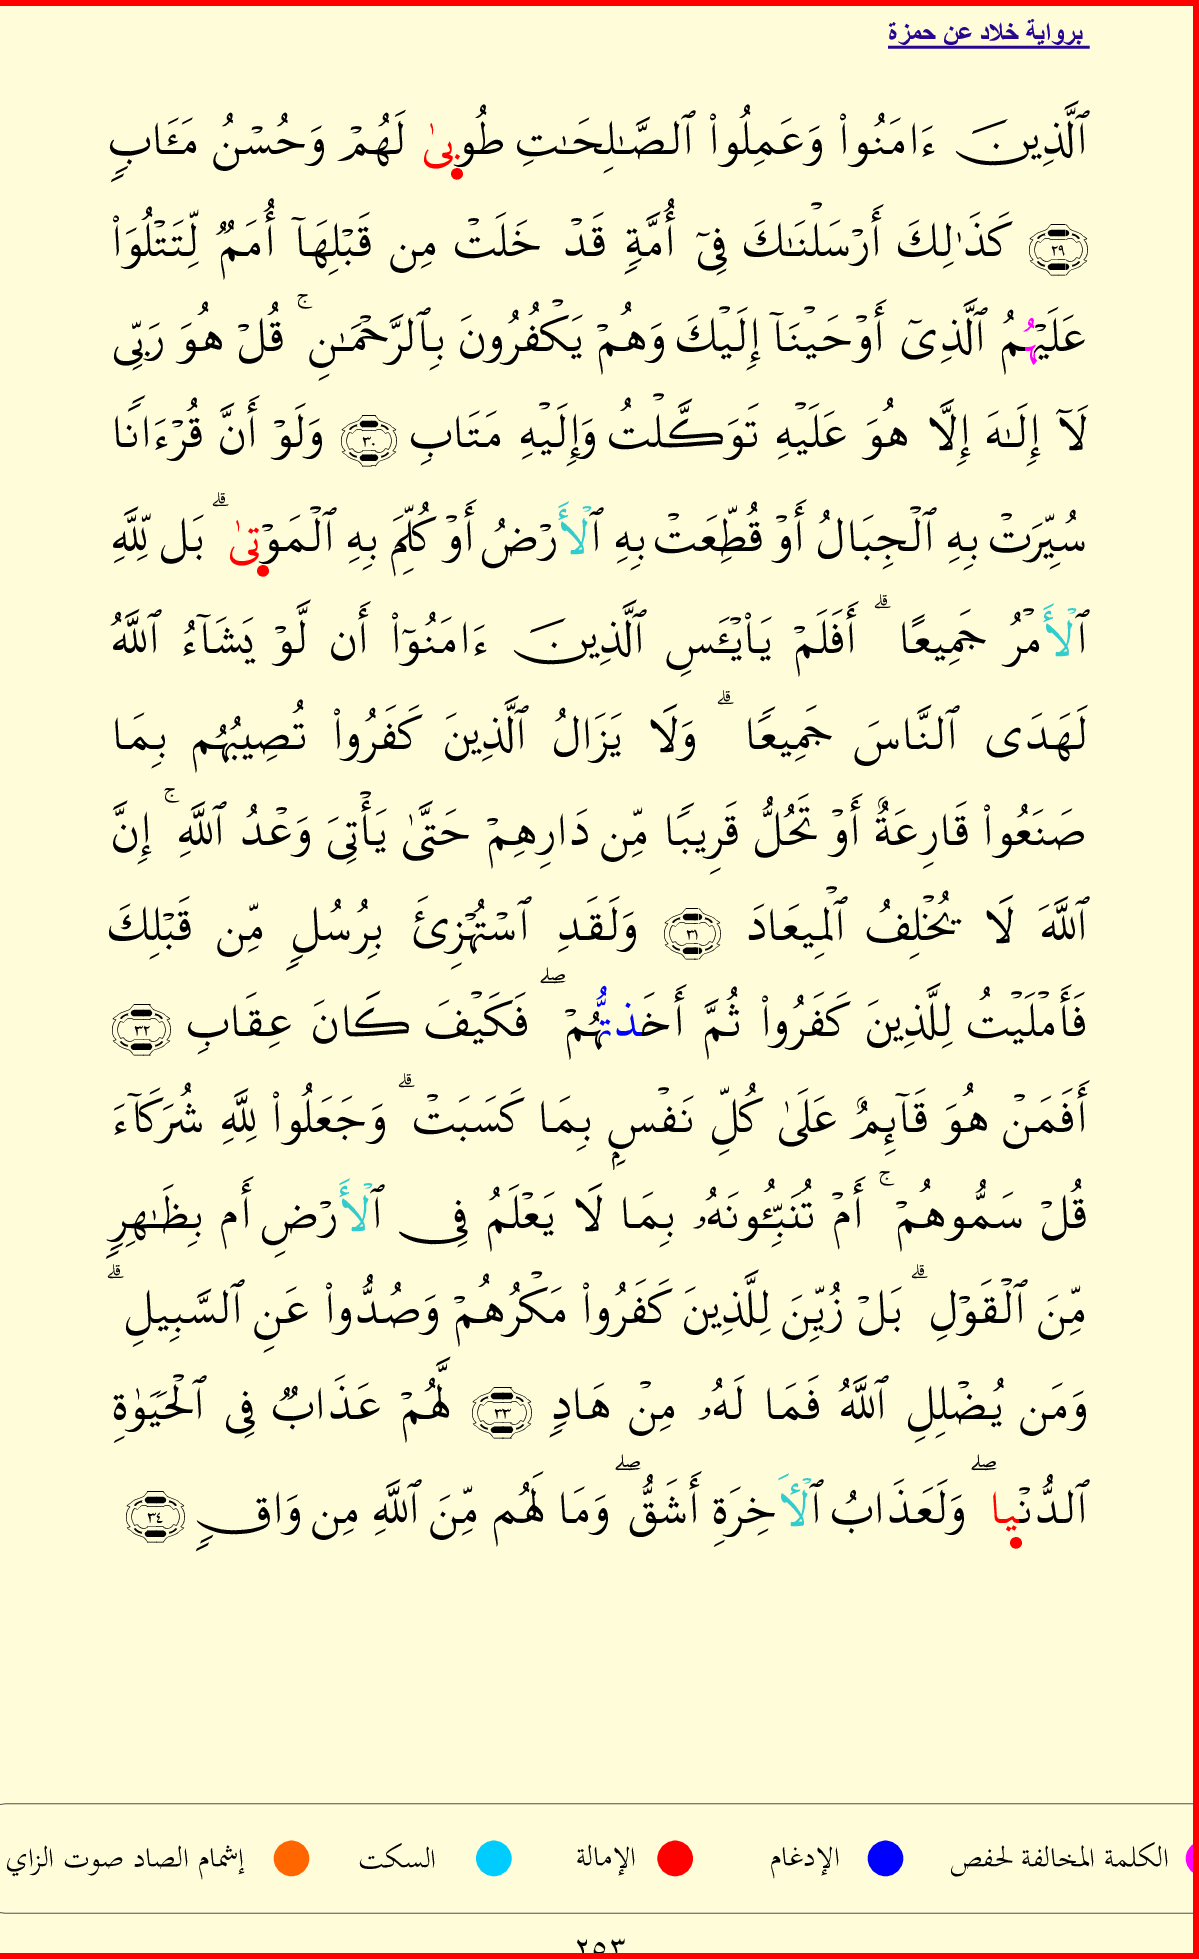 برواية خلاد عن حمزة
ٱلَّذِينَ ءَامَنُوا۟ وَعَمِلُوا۟ ٱلصَّـٰلِحَـٰتِ طُوبىٰ لَهُمْ وَحُسْنُ مَـَٔابٍ
٢٩ كَذَٰلِكَ أَرْسَلْنَـٰكَ فِىٓ أُمَّةٍ قَدْ خَلَتْ مِن قَبْلِهَآ أُمَمٌ لِّتَتْلُوَا۟
عَلَيْهُمُ ٱلَّذِىٓ أَوْحَيْنَآ إِلَيْكَ وَهُمْ يَكْفُرُونَ بِٱلرَّحْمَـٰنِ ۚ قُلْ هُوَ رَبِّى
لَآ إِلَـٰهَ إِلَّا هُوَ عَلَيْهِ تَوَكَّلْتُ وَإِلَيْهِ مَتَابِ ٣٠ وَلَوْ أَنَّ قُرْءَانًا
سُيِّرَتْ بِهِ ٱلْجِبَالُ أَوْ قُطِّعَتْ بِهِ ٱلْأَرْضُ أَوْ كُلِّمَ بِهِ ٱلْمَوْتىٰ ۗ بَل لِّلَّهِ
ٱلْأَمْرُ جَمِيعًا ۗ أَفَلَمْ يَا۟يْـَٔسِ ٱلَّذِينَ ءَامَنُوٓا۟ أَن لَّوْ يَشَآءُ ٱللَّهُ
لَهَدَى ٱلنَّاسَ جَمِيعًا ۗ وَلَا يَزَالُ ٱلَّذِينَ كَفَرُوا۟ تُصِيبُهُم بِمَا
صَنَعُوا۟ قَارِعَةٌ أَوْ تَحُلُّ قَرِيبًا مِّن دَارِهِمْ حَتَّىٰ يَأْتِىَ وَعْدُ ٱللَّهِ ۚ إِنَّ
ٱللَّهَ لَا يُخْلِفُ ٱلْمِيعَادَ ٣١ وَلَقَدِ ٱسْتُهْزِئَ بِرُسُلٍ مِّن قَبْلِكَ
فَأَمْلَيْتُ لِلَّذِينَ كَفَرُوا۟ ثُمَّ أَخَذتُّهُمْ ۖ فَكَيْفَ كَانَ عِقَابِ ٣٢
أَفَمَنْ هُوَ قَآئِمٌ عَلَىٰ كُلِّ نَفْسٍ بِمَا كَسَبَتْ ۗ وَجَعَلُوا۟ لِلَّهِ شُرَكَآءَ
قُلْ سَمُّوهُمْ ۚ أَمْ تُنَبِّـُٔونَهُۥ بِمَا لَا يَعْلَمُ فِى ٱلْأَرْضِ أَم بِظَـٰهِرٍ
مِّنَ ٱلْقَوْلِ ۗ بَلْ زُيِّنَ لِلَّذِينَ كَفَرُوا۟ مَكْرُهُمْ وَصُدُّوا۟ عَنِ ٱلسَّبِيلِ ۗ
وَمَن يُضْلِلِ ٱللَّهُ فَمَا لَهُۥ مِنْ هَادٍ ٣٣ لَّهُمْ عَذَابٌ فِى ٱلْحَيَوٰةِ
ٱلدُّنْيا ۖ وَلَعَذَابُ ٱلْأَخِرَةِ أَشَقُّ ۖ وَمَا لَهُم مِّنَ ٱللَّهِ مِن وَاقٍ ٣٤
الكلمة المخالفة لحفص الإدغام الإمالة السكت إشمام الصاد صوت الزاي
٢٥٣